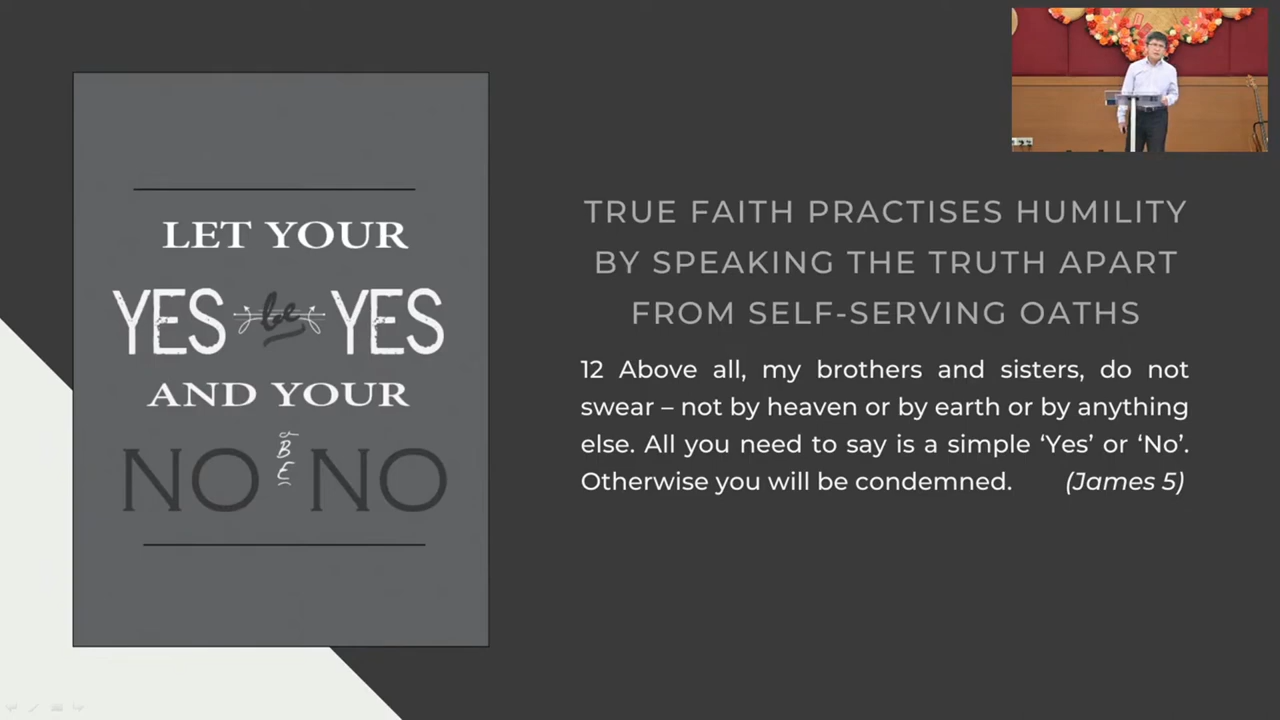 LET YOUR
YES be YES
AND YOUR
NO BE NO
TRUE FAITH PRACTISES HUMILITY
BY SPEAKING THE TRUTH APART
FROM SELF-SERVING OATHS
12 Above all, my brothers and sisters, do not
swear – not by heaven or by earth or by anything
else. All you need to say is a simple ‘Yes’ or ‘No’.
Otherwise you will be condemned. (James 5)